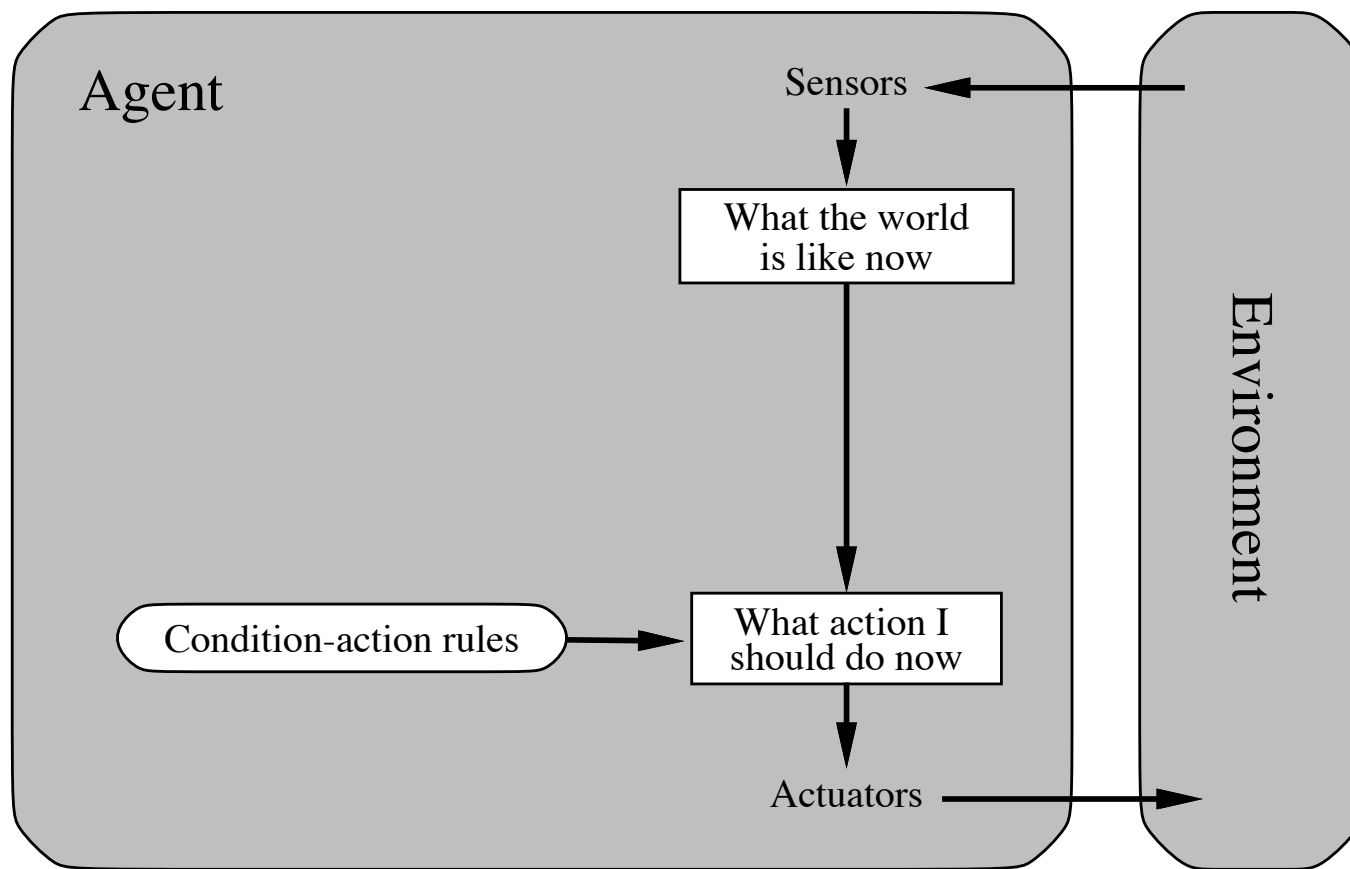 Agent
Sensors
What the world
is like now
Environment
Condition-action rules
What action I
should do now
Actuators